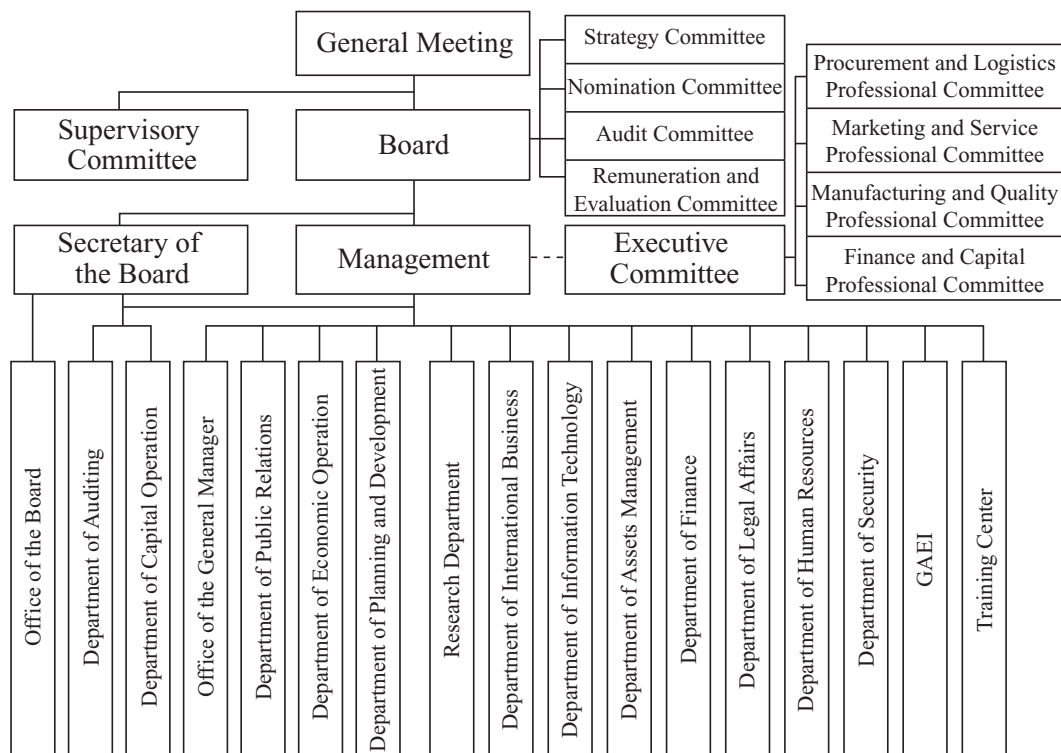 General Meeting
Strategy Committee
Nomination Committee
Audit Committee
Remuneration and
Evaluation Committee
Procurement and Logistics
Professional Committee
Marketing and Service
Professional Committee
Manufacturing and Quality
Professional Committee
Finance and Capital
Professional Committee
Supervisory
Committee
Board
Secretary of
the Board
Management
Executive
Committee
Office of the Board
Department of Auditing
Department of Capital Operation
Office of the General Manager
Department of Public Relations
Department of Economic Operation
Department of Planning and Development
Research Department
Department of International Business
Department of Information Technology
Department of Assets Management
Department of Finance
Department of Legal Affairs
Department of Human Resources
Department of Security
GAEI
Training Center